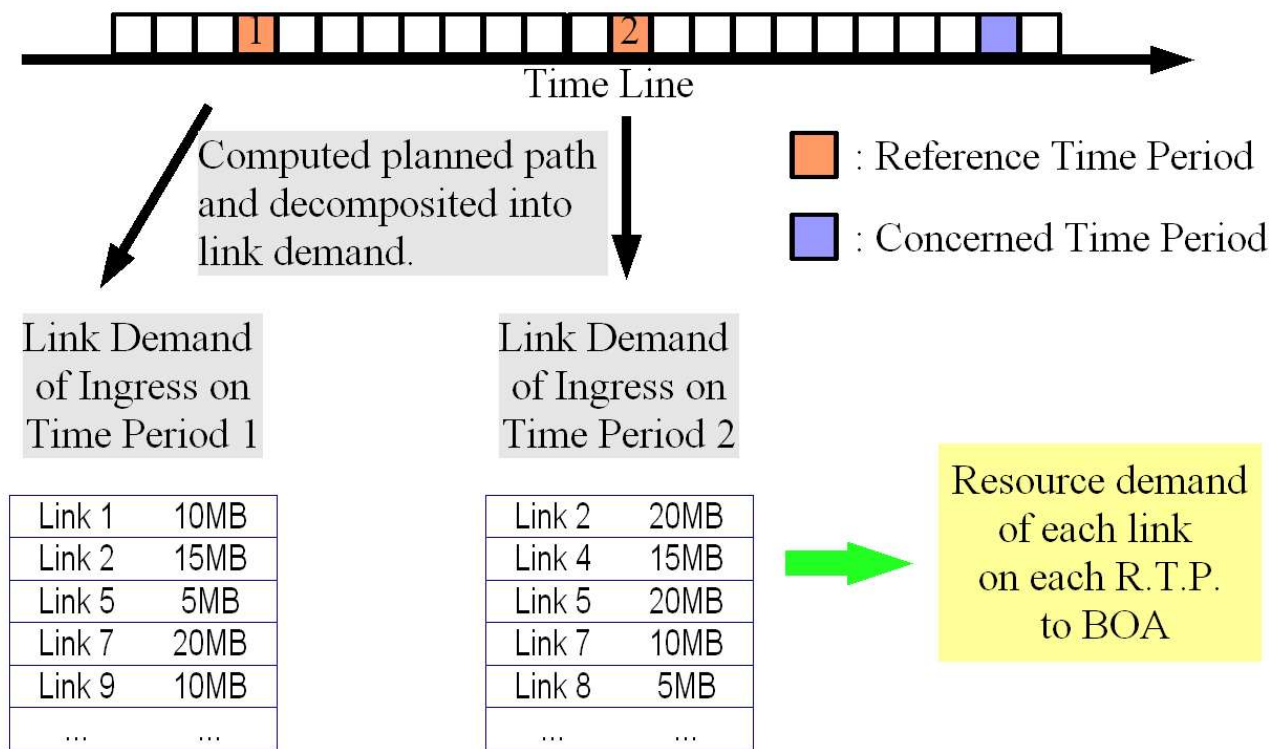 1
2
Time Line
Computed planned path
and decomposited into
link demand.
: Reference Time Period
: Concerned Time Period
Link Demand
of Ingress on
Time Period 1
Link Demand
of Ingress on
Time Period 2
Link 1 10MB
Link 2 15MB
Link 5 5MB
Link 7 20MB
Link 9 10MB
... ...
Link 2 20MB
Link 4 15MB
Link 5 20MB
Link 7 10MB
Link 8 5MB
... ...
Resource demand
of each link
on each R.T.P.
to BOA